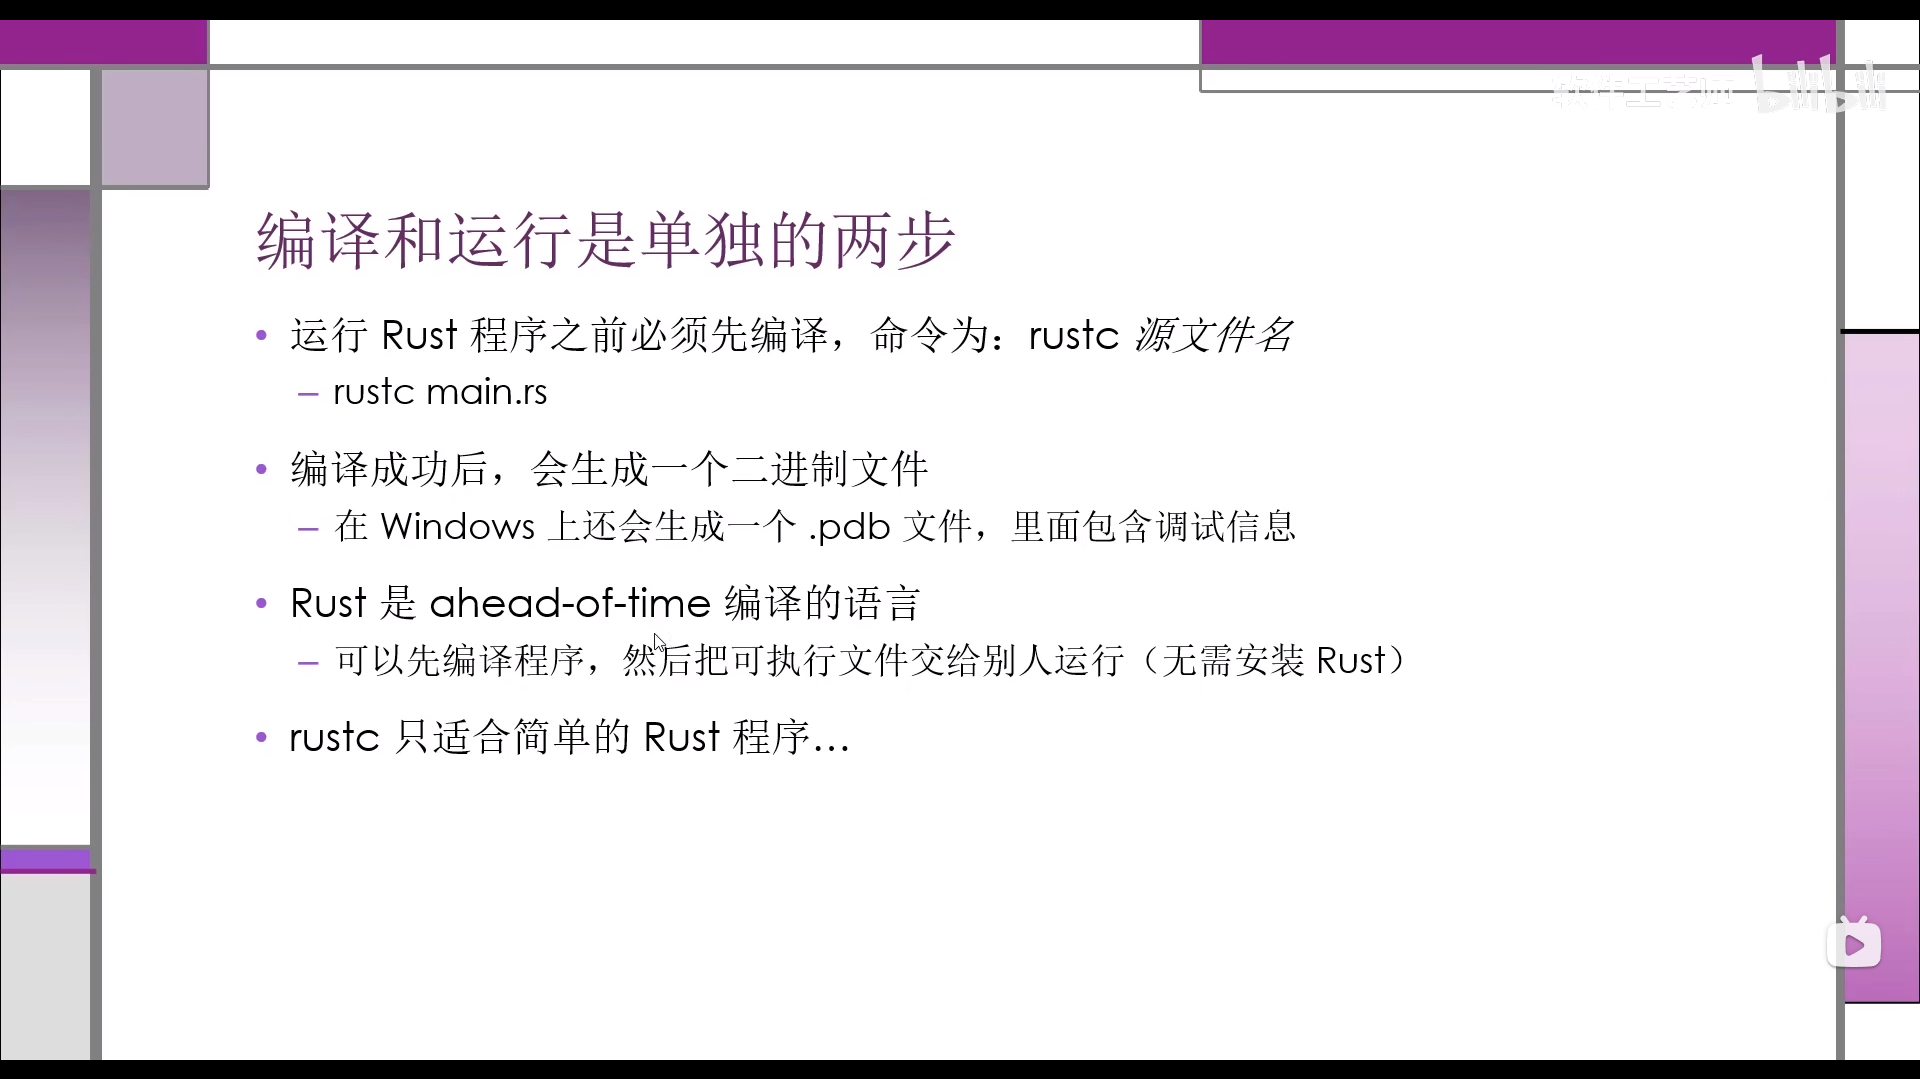 软件工艺师 bilibili
编译和运行是单独的两步
• 运行 Rust 程序之前必须先编译，命令为：rustc 源文件名
– rustc main.rs
• 编译成功后，会生成一个二进制文件
– 在 Windows 上还会生成一个 .pdb 文件，里面包含调试信息
• Rust 是 ahead-of-time 编译的语言
– 可以先编译程序，然后把可执行文件交给别人运行（无需安装 Rust）
• rustc 只适合简单的 Rust 程序…